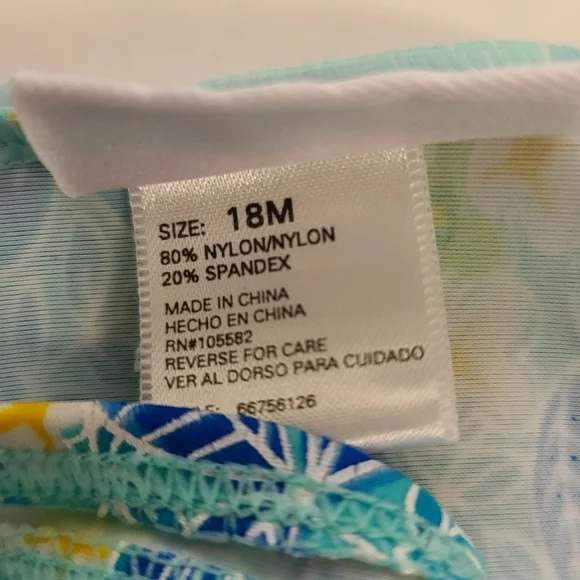 SIZE: 18M
80% NYLON/NYLON
20% SPANDEX
MADE IN CHINA
HECHO EN CHINA
RN#105582
REVERSE FOR CARE
VER AL DORSO PARA CUIDADO
66756126